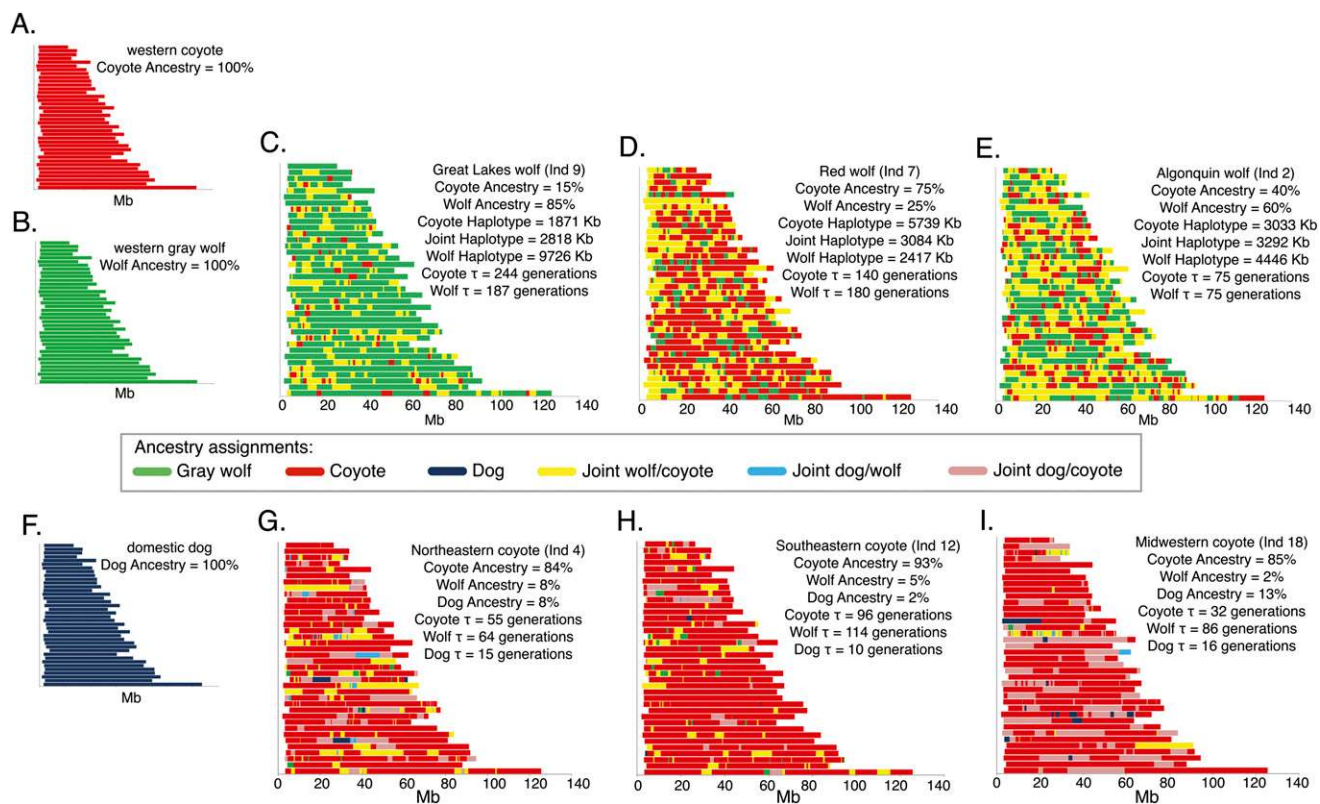 A.
western coyote
Coyote Ancestry = 100%
Mb
B.
western gray wolf
Wolf Ancestry = 100%
Mb
C.
Great Lakes wolf (Ind 9)
Coyote Ancestry = 15%
Wolf Ancestry = 85%
Coyote Haplotype = 1871 Kb
Joint Haplotype = 2818 Kb
Wolf Haplotype = 9726 Kb
Coyote τ = 244 generations
Wolf τ = 187 generations
0 20 40 60 80 100 120 140
Mb
D.
Red wolf (Ind 7)
Coyote Ancestry = 75%
Wolf Ancestry = 25%
Coyote Haplotype = 5739 Kb
Joint Haplotype = 3084 Kb
Wolf Haplotype = 2417 Kb
Coyote τ = 140 generations
Wolf τ = 180 generations
0 20 40 60 80 100 120 140
Mb
E.
Algonquin wolf (Ind 2)
Coyote Ancestry = 40%
Wolf Ancestry = 60%
Coyote Haplotype = 3033 Kb
Joint Haplotype = 3292 Kb
Wolf Haplotype = 4446 Kb
Coyote τ = 75 generations
Wolf τ = 75 generations
0 20 40 60 80 100 120 140
Mb
Ancestry assignments:
Gray wolf Coyote Dog Joint wolf/coyote Joint dog/wolf Joint dog/coyote
F.
domestic dog
Dog Ancestry = 100%
Mb
G.
Northeastern coyote (Ind 4)
Coyote Ancestry = 84%
Wolf Ancestry = 8%
Dog Ancestry = 8%
Coyote τ = 55 generations
Wolf τ = 64 generations
Dog τ = 15 generations
0 20 40 60 80 100 120 140
Mb
H.
Southeastern coyote (Ind 12)
Coyote Ancestry = 93%
Wolf Ancestry = 5%
Dog Ancestry = 2%
Coyote τ = 96 generations
Wolf τ = 114 generations
Dog τ = 10 generations
0 20 40 60 80 100 120 140
Mb
I.
Midwestern coyote (Ind 18)
Coyote Ancestry = 85%
Wolf Ancestry = 2%
Dog Ancestry = 13%
Coyote τ = 32 generations
Wolf τ = 86 generations
Dog τ = 16 generations
0 20 40 60 80 100 120 140
Mb